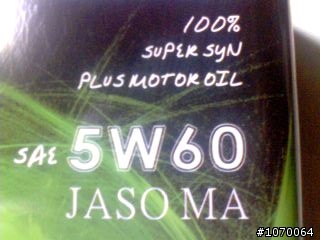 100%
SUPER SYN
PLUS MOTOR OIL
SAE 5W60
JASO MA
#1070064